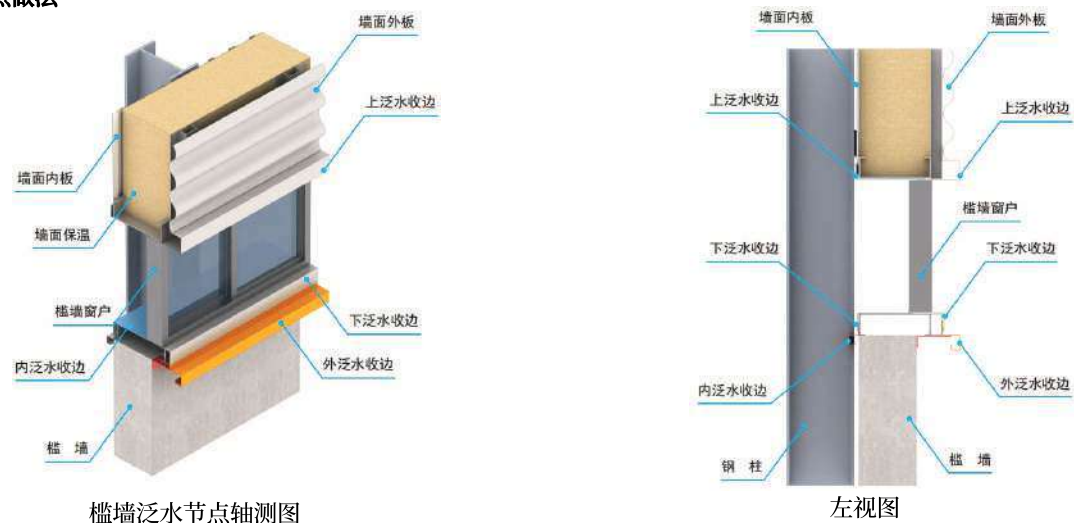 墙面外板
上泛水收边
墙面内板
墙面保温
槛墙窗户
内泛水收边
下泛水收边
外泛水收边
槛 墙
槛墙泛水节点轴测图
墙面内板
墙面外板
上泛水收边
上泛水收边
槛墙窗户
下泛水收边
下泛水收边
内泛水收边
外泛水收边
钢 柱
槛 墙
左视图